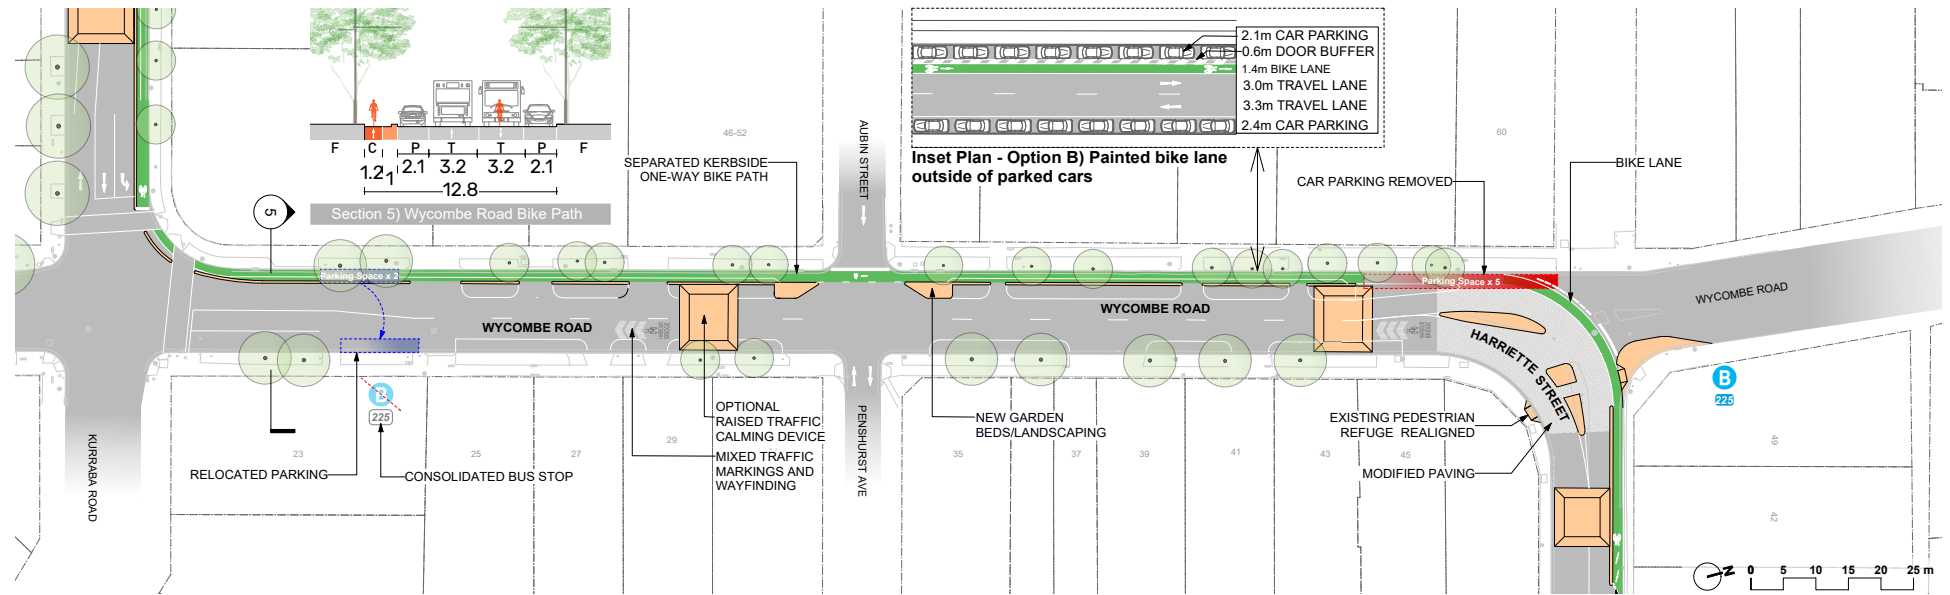 F
C
P
T
T
P
F
1.2
1
2.1
3.2
3.2
2.1
12.8
Section 5) Wycombe Road Bike Path
5
46-52
SEPARATED KERBSIDE
ONE-WAY BIKE PATH
AUBIN STREET
2.1m CAR PARKING
0.6m DOOR BUFFER
1.4m BIKE LANE
3.0m TRAVEL LANE
3.3m TRAVEL LANE
2.4m CAR PARKING
Inset Plan - Option B) Painted bike lane
outside of parked cars
60
CAR PARKING REMOVED
BIKE LANE
Parking Space x 2
Parking Space x 5
WYCOMBE ROAD
WYCOMBE ROAD
WYCOMBE ROAD
HARRIETTE STREET
B
225
B
225
KURRABA ROAD
23
25
27
29
RELOCATED PARKING
CONSOLIDATED BUS STOP
OPTIONAL
RAISED TRAFFIC
CALMING DEVICE
MIXED TRAFFIC
MARKINGS AND
WAYFINDING
PENSHURST AVE
NEW GARDEN
BEDS/LANDSCAPING
35
37
39
41
43
45
EXISTING PEDESTRIAN
REFUGE REALIGNED
MODIFIED PAVING
49
42
N
0 5 10 15 20 25 m